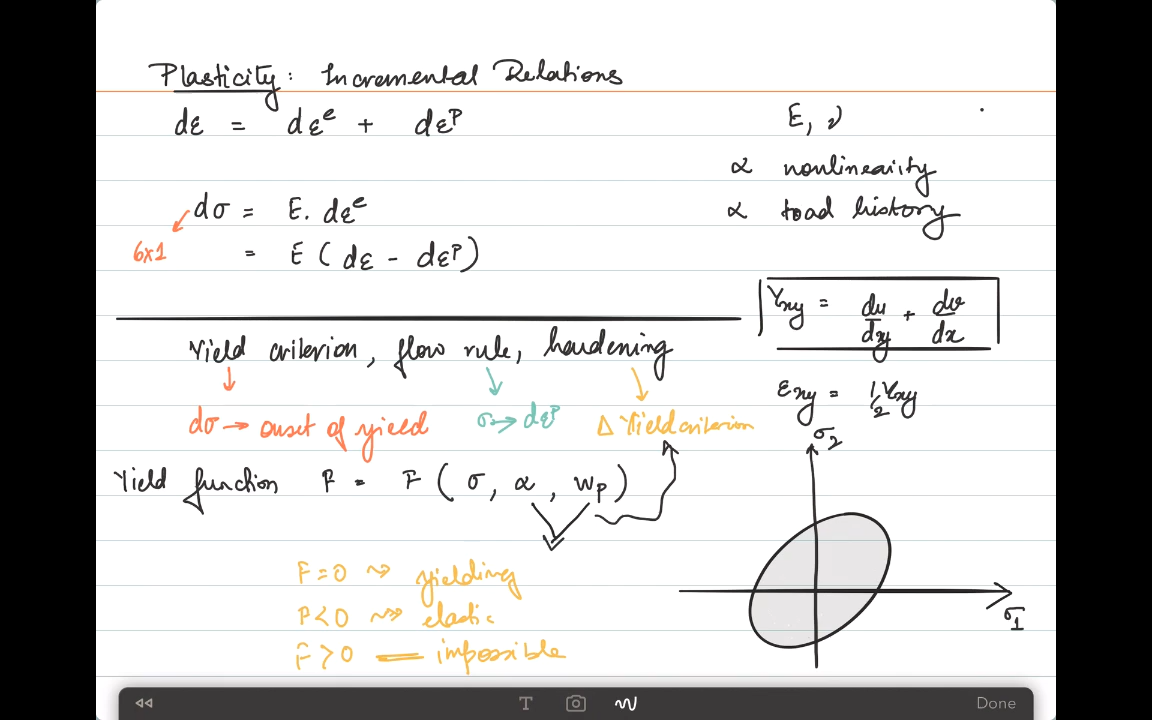 Plasticity: Incremental Relations
dε = dε^e + dε^p
E, ν
∝ nonlinearity
dσ = E. dε^e
∝ load history
6x1
= E ( dε - dε^p)
γxy = du/dy + dv/dx
Yield criterion, flow rule, hardening
εxy = 1/2 γxy
dσ → onset of yield
σ → dε^p
Δ Yield criterion
σ2
Yield function F = F ( σ, α, wp)
F=0 ⇝ yielding
F<0 ⇝ elastic
F>0 — impossible
σ1
T
Done